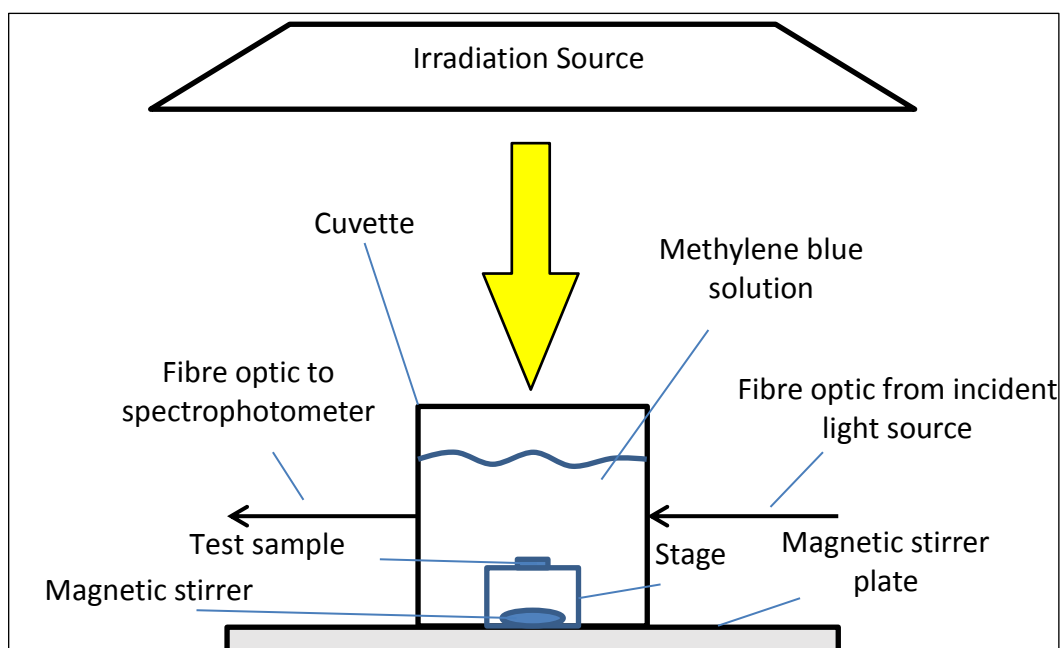 Irradiation Source
Cuvette
Methylene blue
solution
Fibre optic to
spectrophotometer
Fibre optic from incident
light source
Test sample
Stage
Magnetic stirrer
plate
Magnetic stirrer